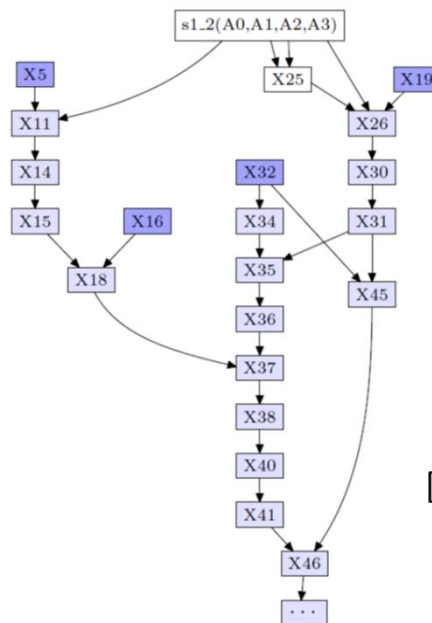 s1_2(A0,A1,A2,A3)
X5
X25
X19
X11
X26
X14
X32
X30
X15
X16
X34
X31
X18
X35
X45
X36
X37
X38
X40
X41
X46
...